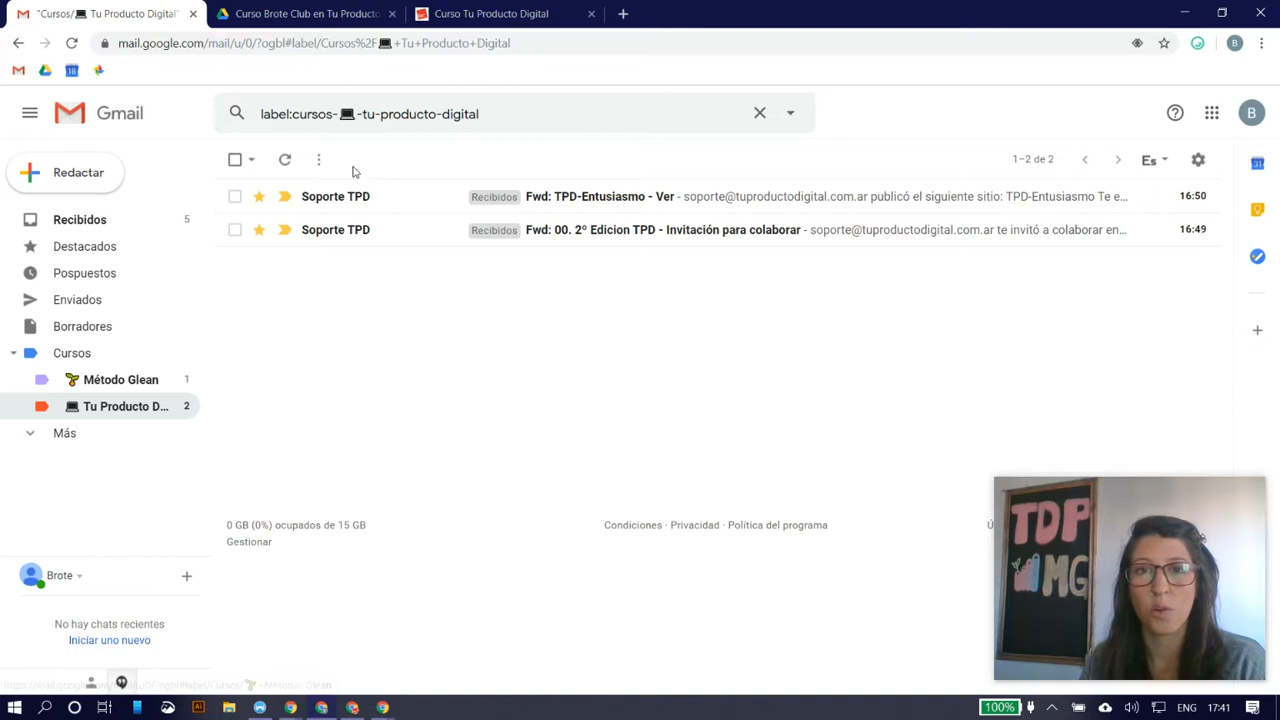 "Cursos/💻 Tu Producto Digital"
Curso Brote Club en Tu Producto
Curso Tu Producto Digital
mail.google.com/mail/u/0/?ogbl#label/Cursos%2F💻+Tu+Producto+Digital
B
Gmail
label:cursos-💻-tu-producto-digital
B
Redactar
1–2 de 2
Es
Soporte TPD
Recibidos
Fwd: TPD-Entusiasmo - Ver - soporte@tuproductodigital.com.ar publicó el siguiente sitio: TPD-Entusiasmo Te e...
16:50
Soporte TPD
Recibidos
Fwd: 00. 2º Edicion TPD - Invitación para colaborar - soporte@tuproductodigital.com.ar te invitó a colaborar en...
16:49
Recibidos
5
Destacados
Pospuestos
Enviados
Borradores
Cursos
🌱 Método Glean
1
💻 Tu Producto D...
2
Más
0 GB (0%) ocupados de 15 GB
Gestionar
Condiciones · Privacidad · Política del programa
Brote
No hay chats recientes
Iniciar uno nuevo
TDP
MG
100%
ENG
17:41